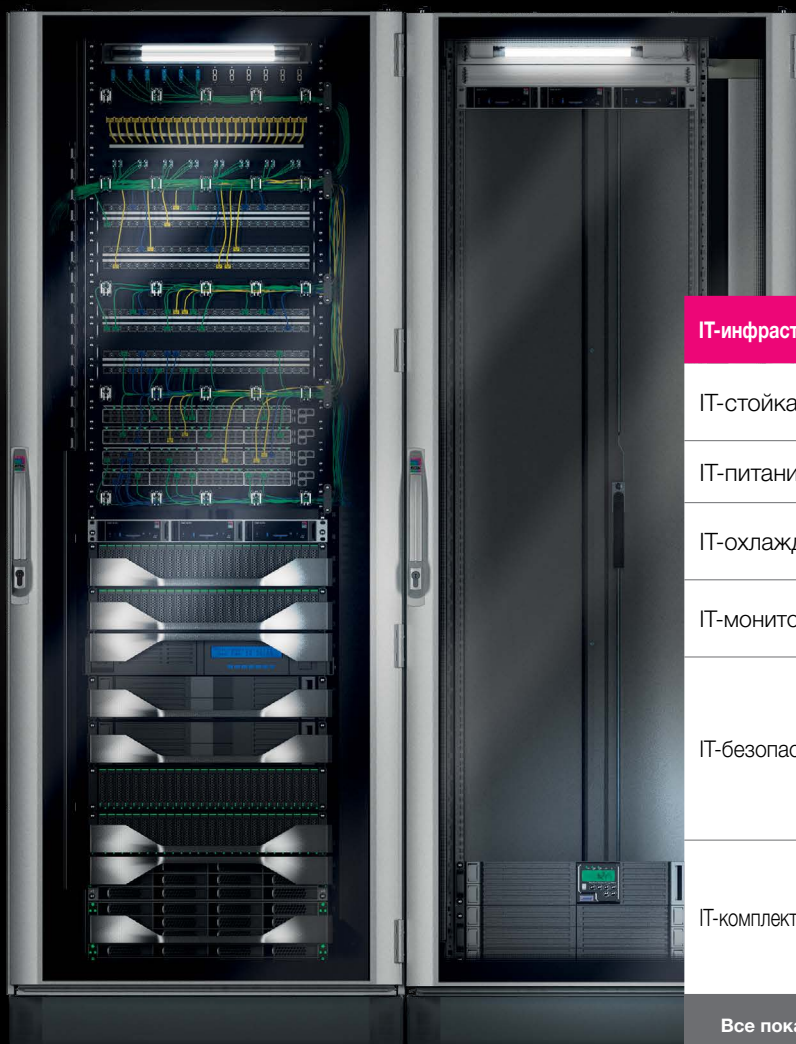 IT-инфраст
IT-стойка
IT-питани
IT-охлажд
IT-монито
IT-безопас
IT-комплект
Все пока